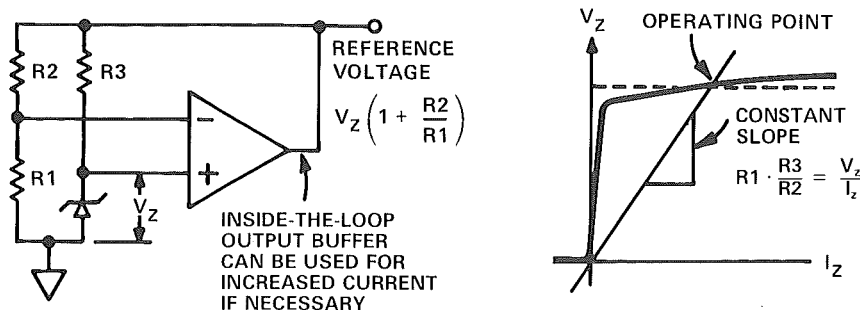 R2
R3
R1
V_Z
−
+
REFERENCE
VOLTAGE
V_Z (1 + R2/R1)
INSIDE-THE-LOOP
OUTPUT BUFFER
CAN BE USED FOR
INCREASED CURRENT
IF NECESSARY
V_Z
OPERATING POINT
CONSTANT
SLOPE
R1 · R3/R2 = V_z/I_z
I_Z